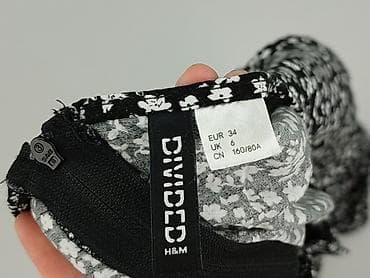 DIVIDED
H&M
EUR 34
UK 6
CN 160/80A